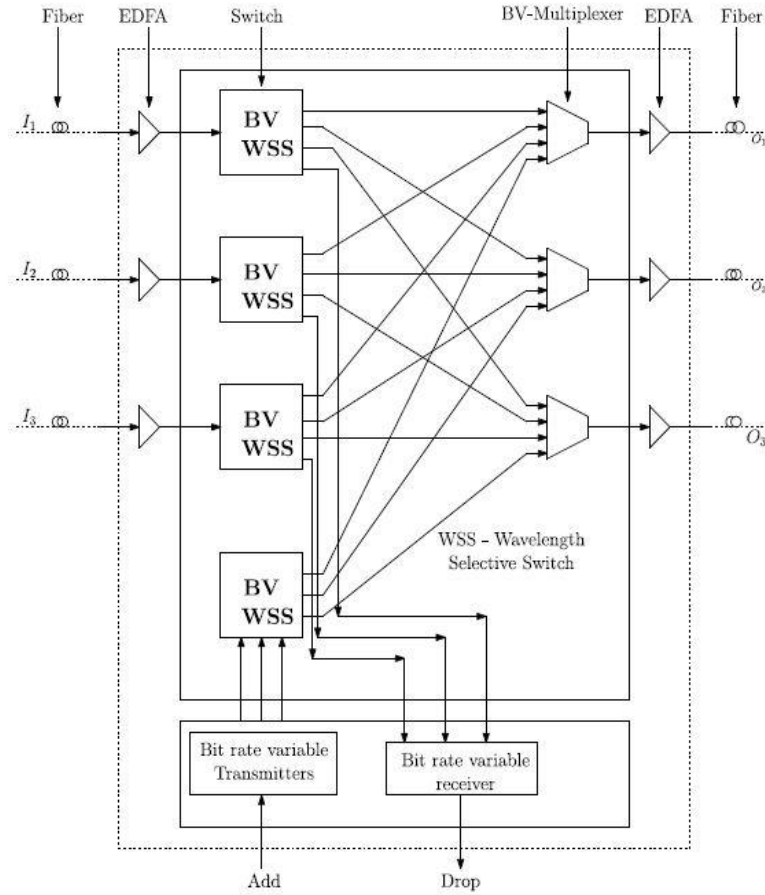 Fiber
EDFA
Switch
BV-Multiplexer
EDFA
Fiber
I₁
BV
WSS
O₁
I₂
BV
WSS
O₂
I₃
BV
WSS
O₃
WSS - Wavelength
Selective Switch
BV
WSS
Bit rate variable
Transmitters
Bit rate variable
receiver
Add
Drop